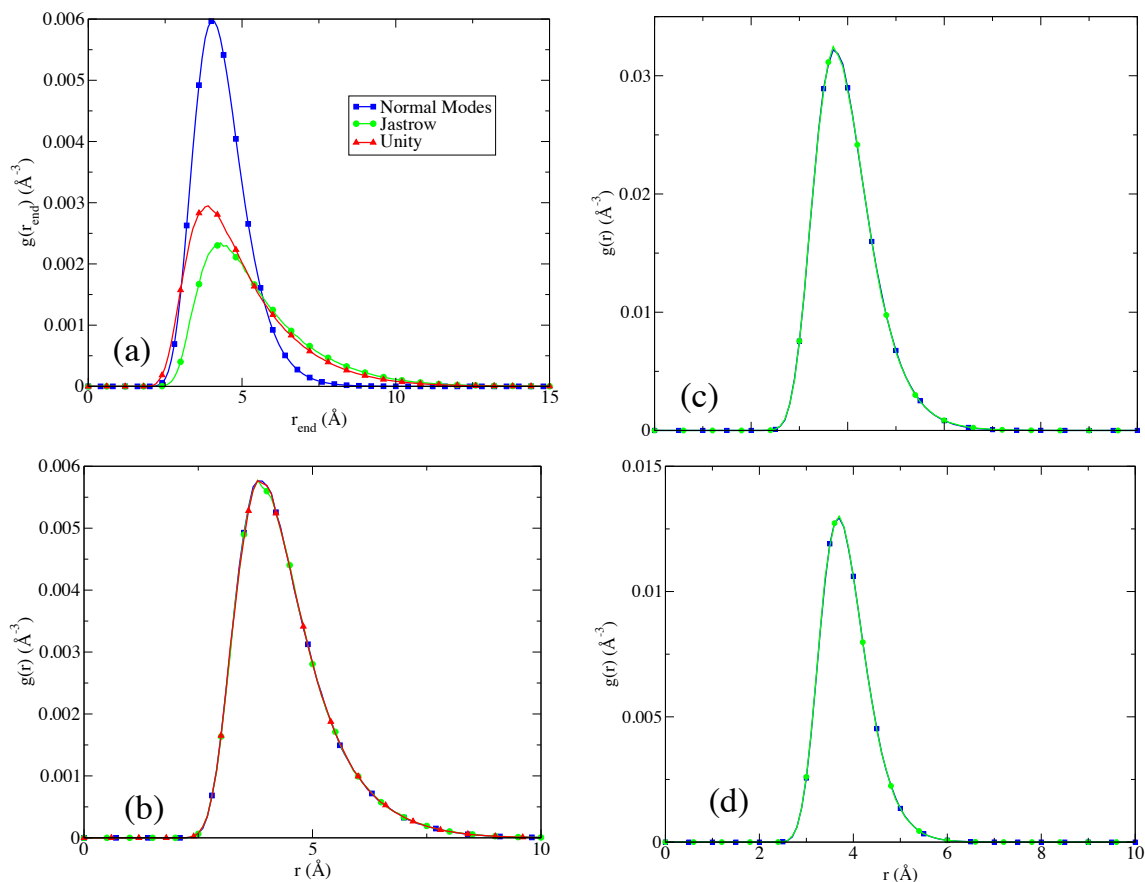 0.006
0.005
0.004
0.003
0.002
0.001
0
g(r_end) (Å^-3)
Normal Modes
Jastrow
Unity
(a)
0 5 10 15
r_end (Å)
0.03
0.02
0.01
0
g(r) (Å^-3)
(c)
0.006
0.005
0.004
0.003
0.002
0.001
0
g(r) (Å^-3)
(b)
0 5 10
r (Å)
0.015
0.01
0.005
0
g(r) (Å^-3)
(d)
0 2 4 6 8 10
r (Å)